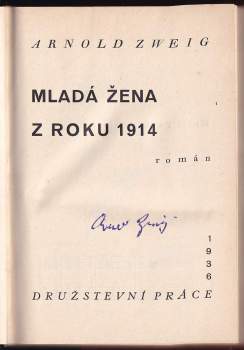 ARNOLD ZWEIG
MLADÁ ŽENA
Z ROKU 1914
román
1936
DRUŽSTEVNÍ PRÁCE